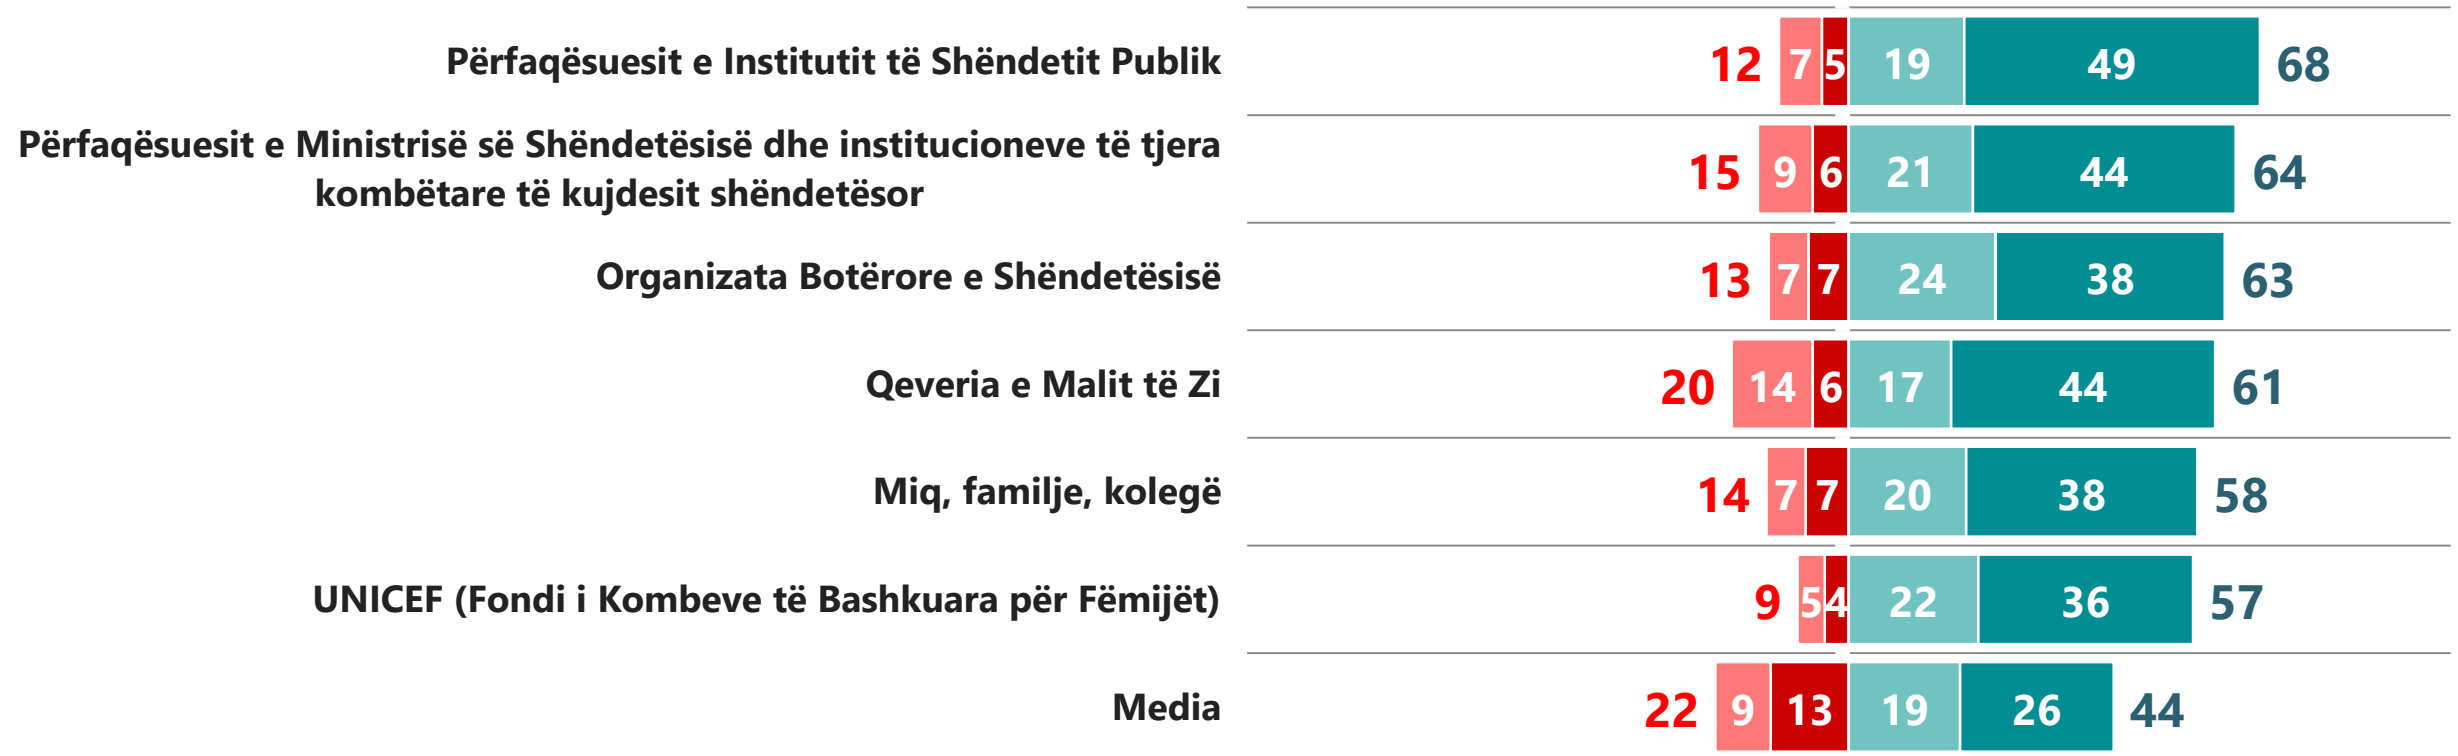 Përfaqësuesit e Institutit të Shëndetit Publik 12 7 5 19 49 68
Përfaqësuesit e Ministrisë së Shëndetësisë dhe institucioneve të tjera
kombëtare të kujdesit shëndetësor 15 9 6 21 44 64
Organizata Botërore e Shëndetësisë 13 7 7 24 38 63
Qeveria e Malit të Zi 20 14 6 17 44 61
Miq, familje, kolegë 14 7 7 20 38 58
UNICEF (Fondi i Kombeve të Bashkuara për Fëmijët) 9 5 4 22 36 57
Media 22 9 13 19 26 44